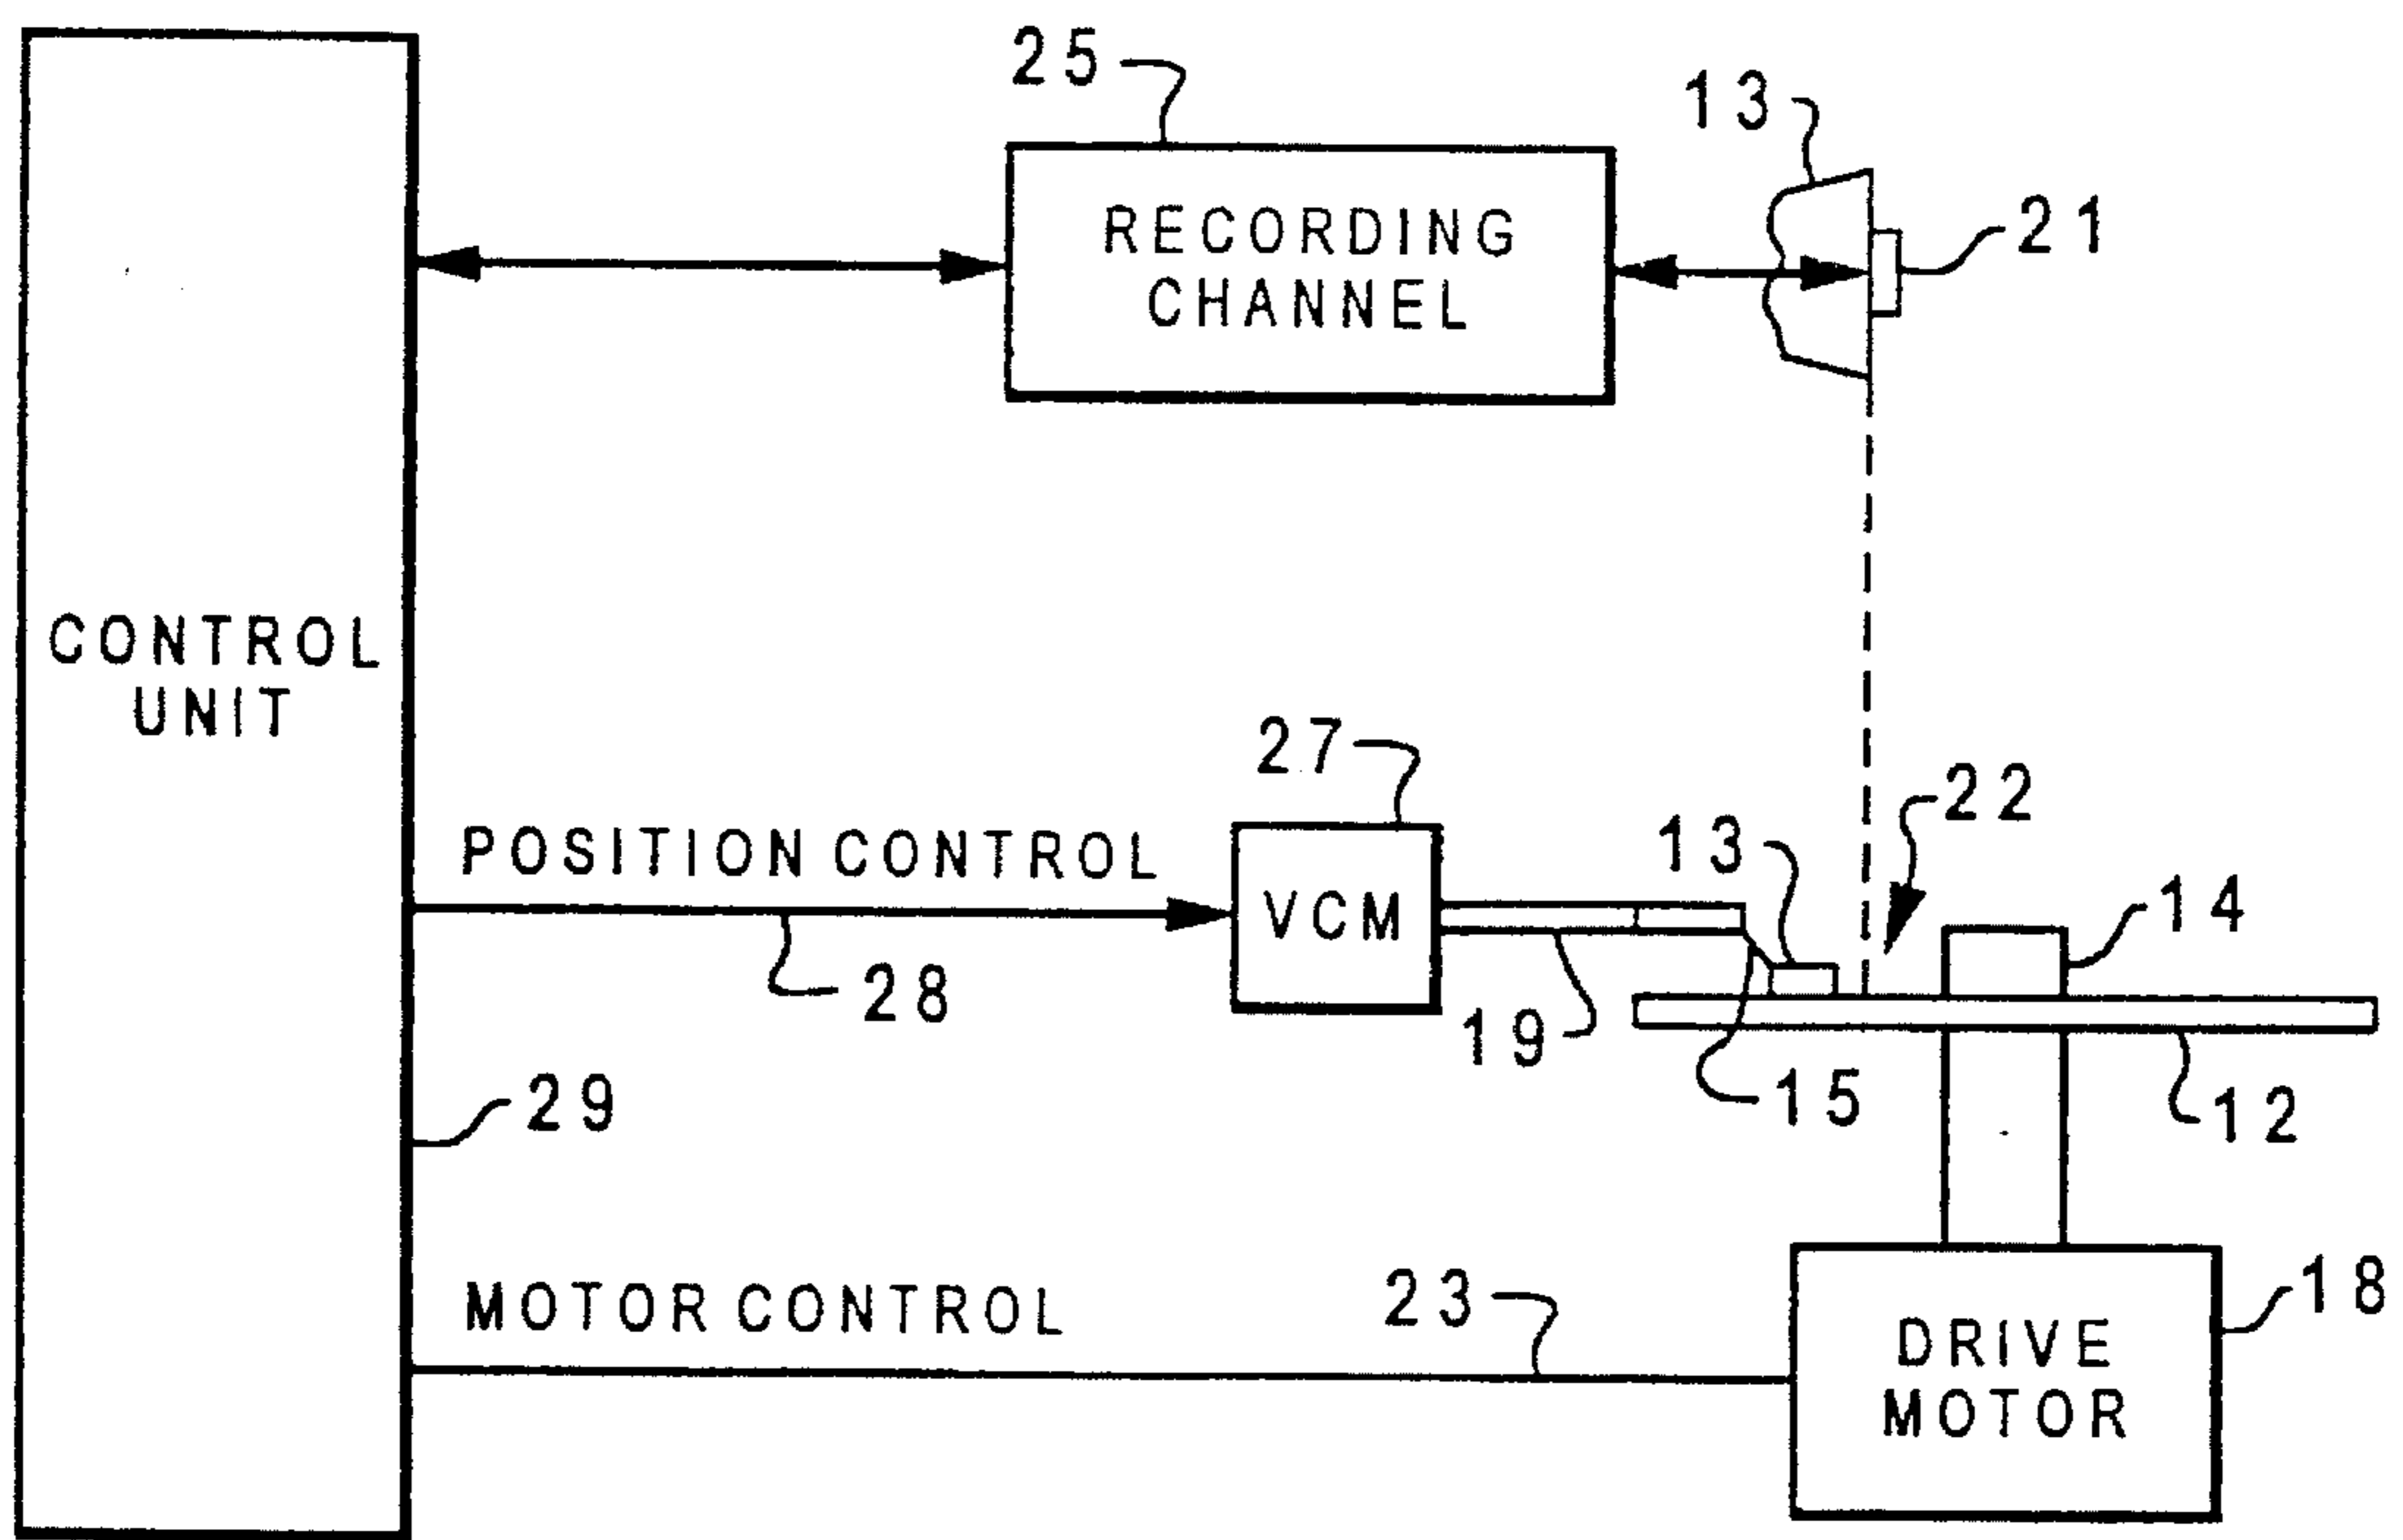 25
13
RECORDING
CHANNEL
21
CONTROL
UNIT
27
22
POSITION CONTROL
13
VCM
14
28
19
15
12
29
MOTOR CONTROL
23
18
DRIVE
MOTOR